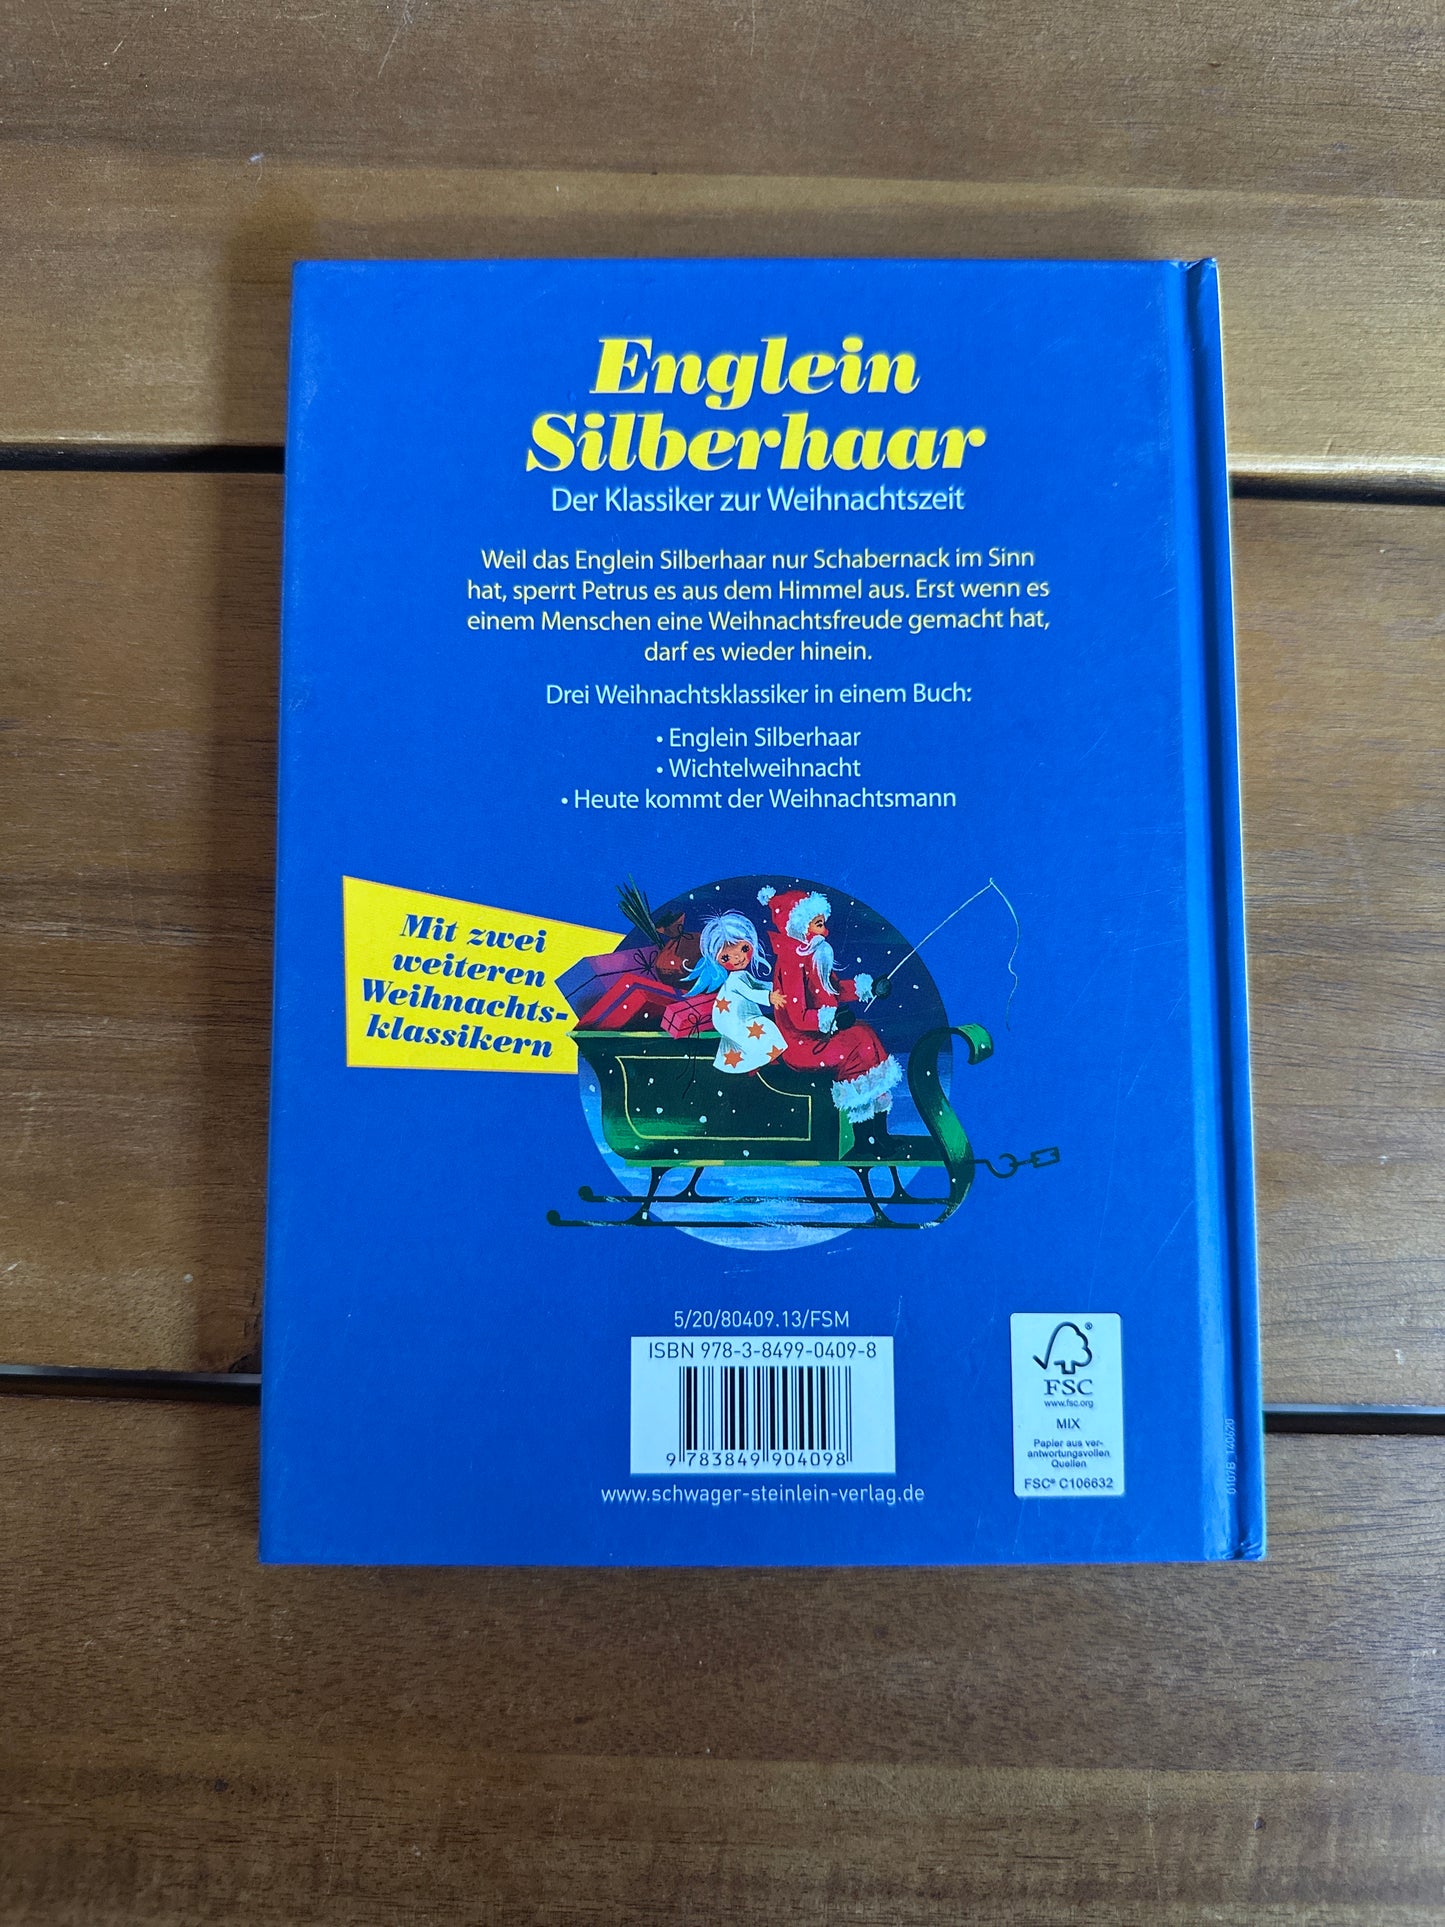 Englein
Silberhaar
Der Klassiker zur Weihnachtszeit
Weil das Englein Silberhaar nur Schabernack im Sinn
hat, sperrt Petrus es aus dem Himmel aus. Erst wenn es
einem Menschen eine Weihnachtsfreude gemacht hat,
darf es wieder hinein.
Drei Weihnachtsklassiker in einem Buch:
• Englein Silberhaar
• Wichtelweihnacht
• Heute kommt der Weihnachtsmann
Mit zwei
weiteren
Weihnachts-
klassikern
5/20/80409.13/FSM
ISBN 978-3-8499-0409-8
9 783849 904098
www.schwager-steinlein-verlag.de
®
FSC
www.fsc.org
MIX
Papier aus ver-
antwortungsvollen
Quellen
FSC® C106632
0107/B_140620